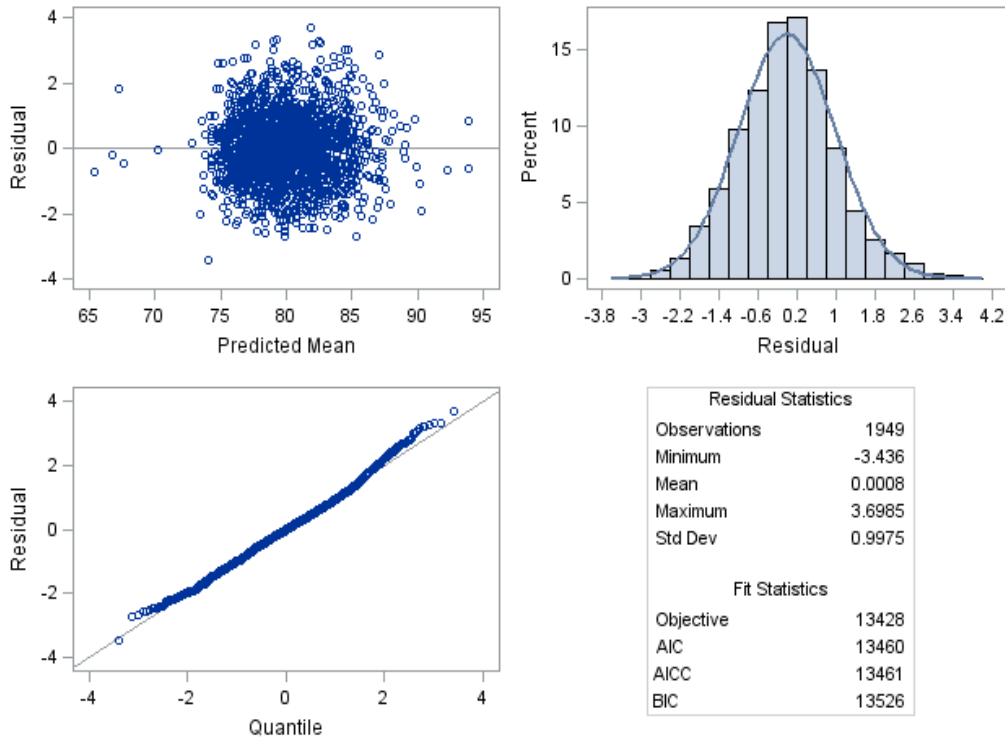 4
2
0
-2
-4
Residual
65 70 75 80 85 90 95
Predicted Mean
15
10
5
0
Percent
-3.8 -3 -2.2 -1.4 -0.6 0.2 1 1.8 2.6 3.4 4.2
Residual
4
2
0
-2
-4
Residual
-4 -2 0 2 4
Quantile
Residual Statistics
Observations 1949
Minimum -3.436
Mean 0.0008
Maximum 3.6985
Std Dev 0.9975
Fit Statistics
Objective 13428
AIC 13460
AICC 13461
BIC 13526